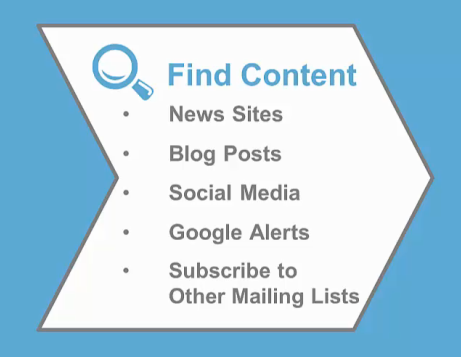 Find Content
• News Sites
• Blog Posts
• Social Media
• Google Alerts
• Subscribe to
Other Mailing Lists